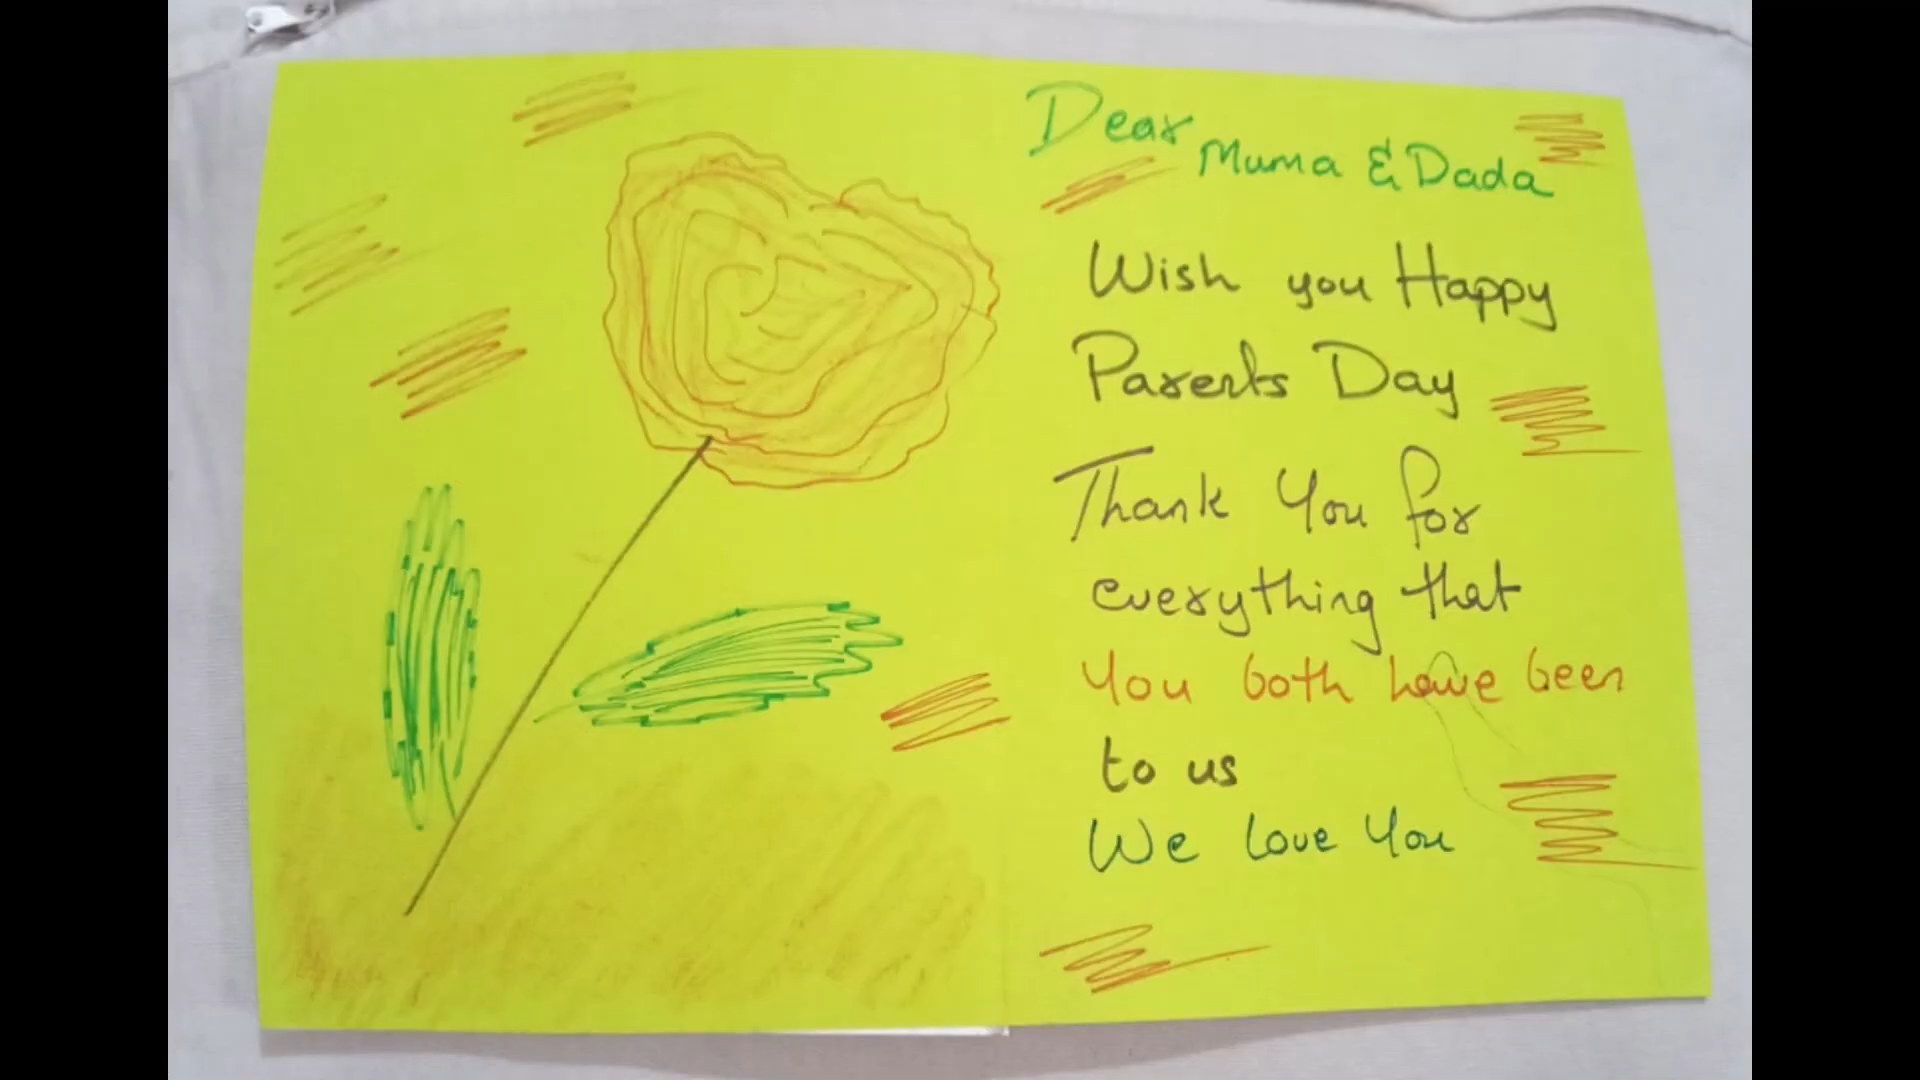 Dear Muma & Dada
Wish you Happy
Parents Day
Thank You for
everything that
You both have been
to us
We love You